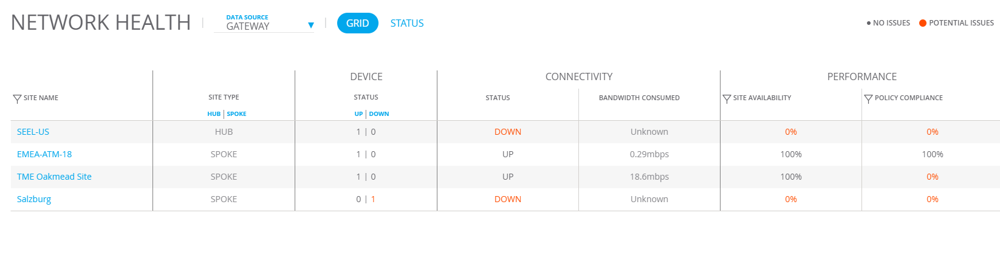 NETWORK HEALTH | DATA SOURCE GATEWAY ▼ | GRID STATUS NO ISSUES POTENTIAL ISSUES
DEVICE CONNECTIVITY PERFORMANCE
SITE NAME SITE TYPE STATUS STATUS BANDWIDTH CONSUMED SITE AVAILABILITY POLICY COMPLIANCE
HUB | SPOKE UP | DOWN
SEEL-US HUB 1 | 0 DOWN Unknown 0% 0%
EMEA-ATM-18 SPOKE 1 | 0 UP 0.29mbps 100% 100%
TME Oakmead Site SPOKE 1 | 0 UP 18.6mbps 100% 0%
Salzburg SPOKE 0 | 1 DOWN Unknown 0% 0%